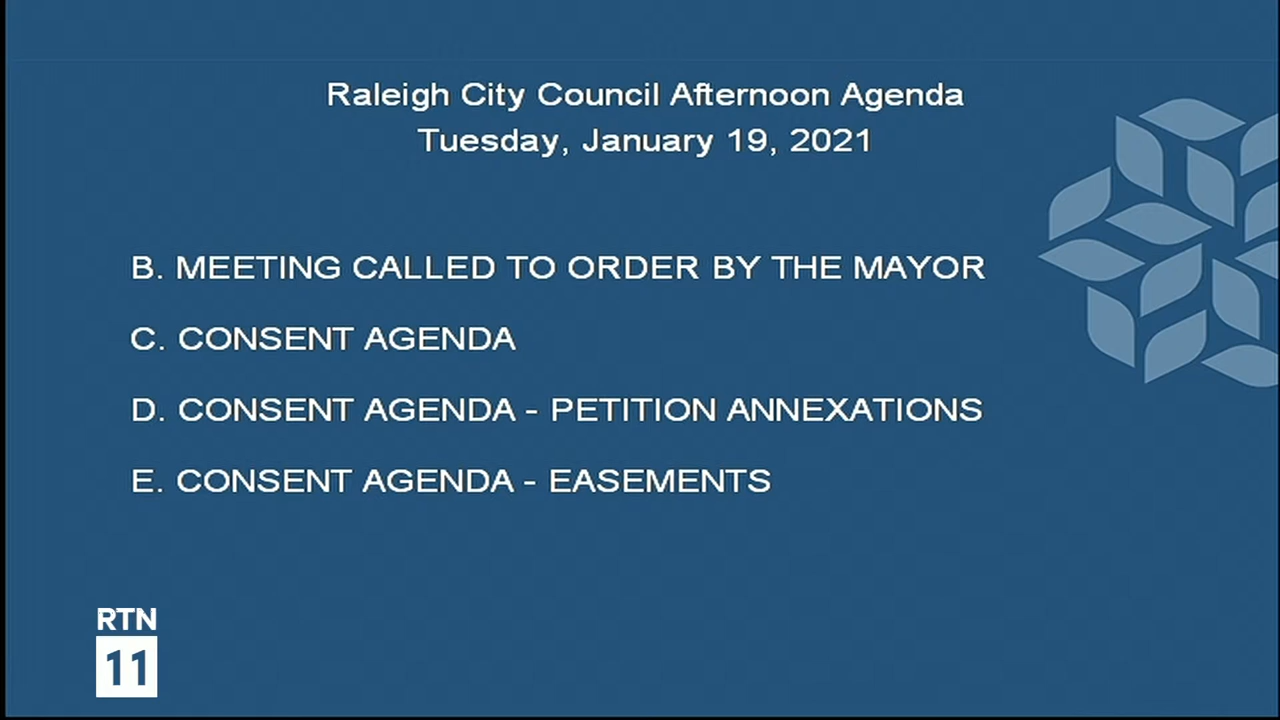 Raleigh City Council Afternoon Agenda
Tuesday, January 19, 2021
B. MEETING CALLED TO ORDER BY THE MAYOR
C. CONSENT AGENDA
D. CONSENT AGENDA - PETITION ANNEXATIONS
E. CONSENT AGENDA - EASEMENTS
RTN
11